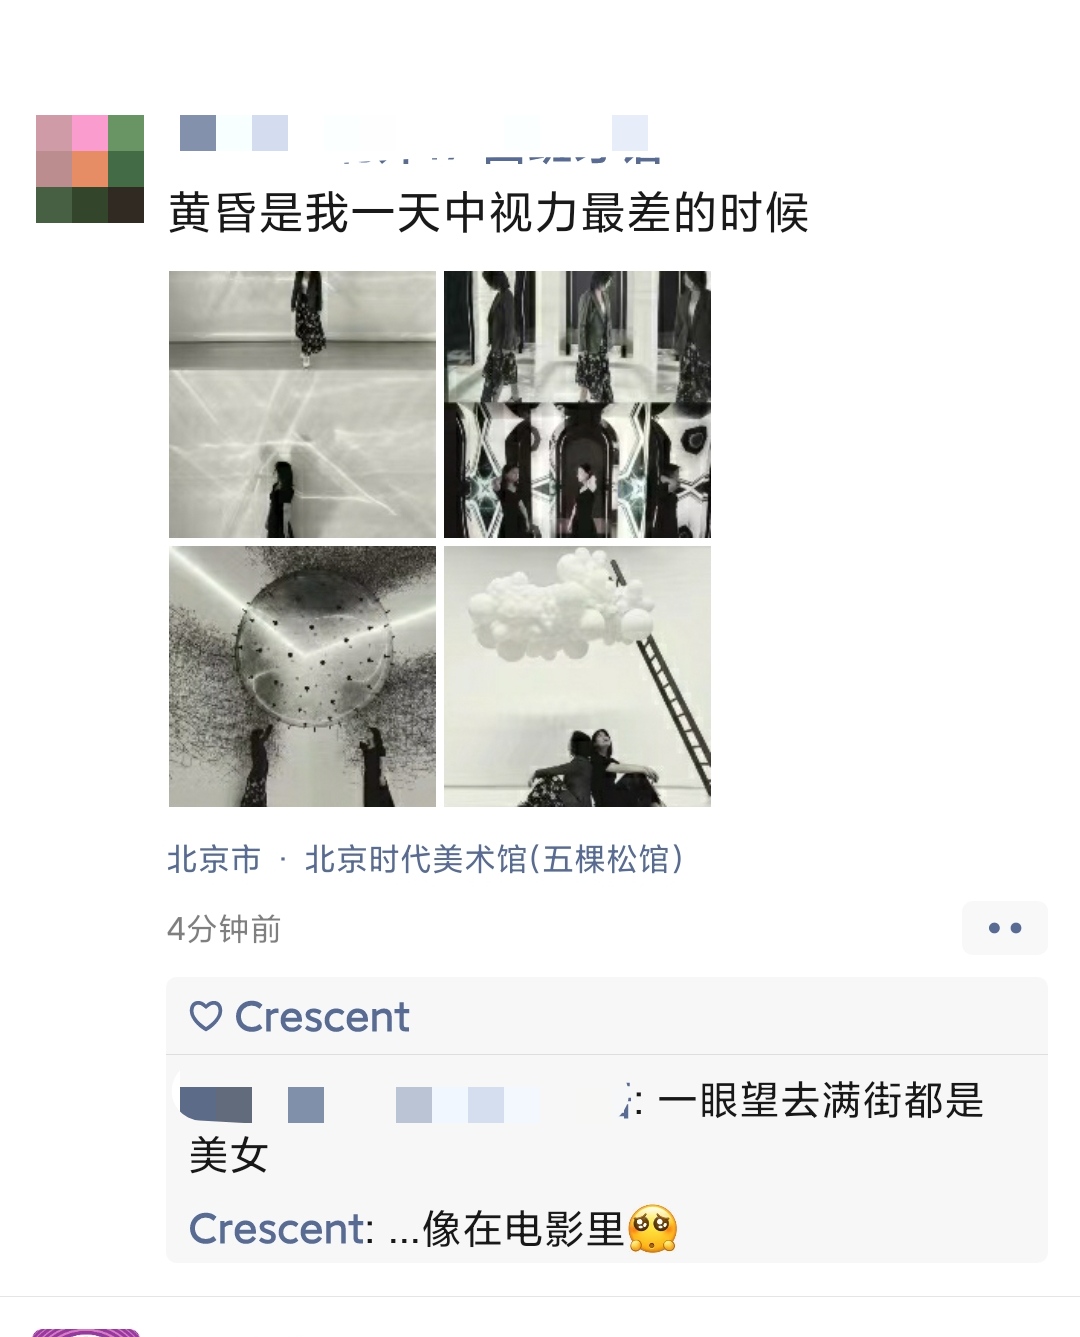 黄昏是我一天中视力最差的时候
北京市 · 北京时代美术馆(五棵松馆)
4分钟前
Crescent
: 一眼望去满街都是
美女
Crescent: ...像在电影里🥺